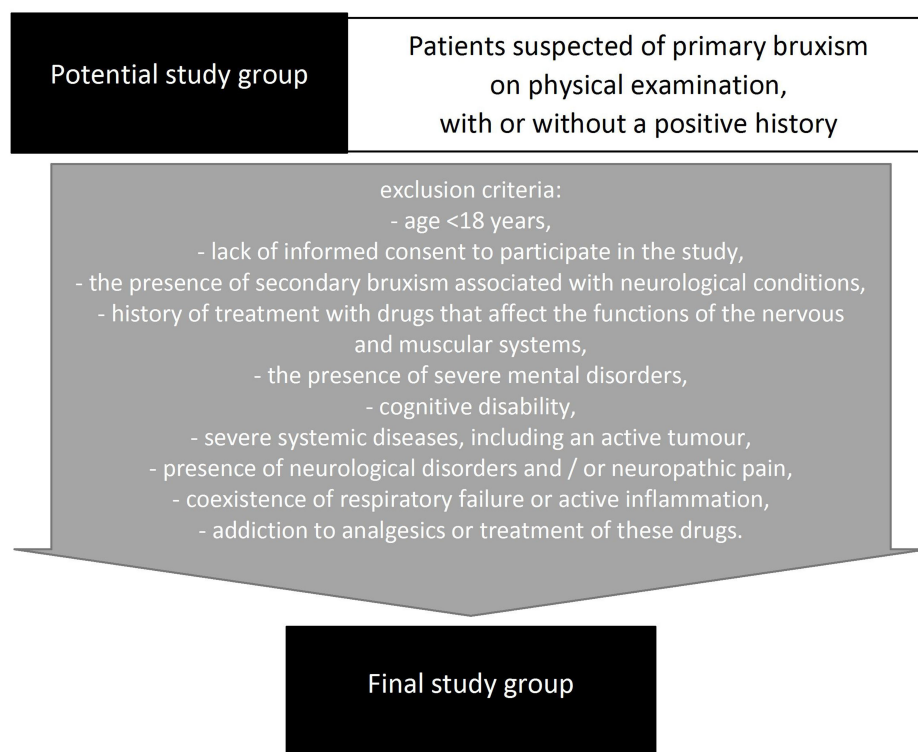 Potential study group
Patients suspected of primary bruxism
on physical examination,
with or without a positive history
exclusion criteria:
- age <18 years,
- lack of informed consent to participate in the study,
- the presence of secondary bruxism associated with neurological conditions,
- history of treatment with drugs that affect the functions of the nervous
and muscular systems,
- the presence of severe mental disorders,
- cognitive disability,
- severe systemic diseases, including an active tumour,
- presence of neurological disorders and / or neuropathic pain,
- coexistence of respiratory failure or active inflammation,
- addiction to analgesics or treatment of these drugs.
Final study group